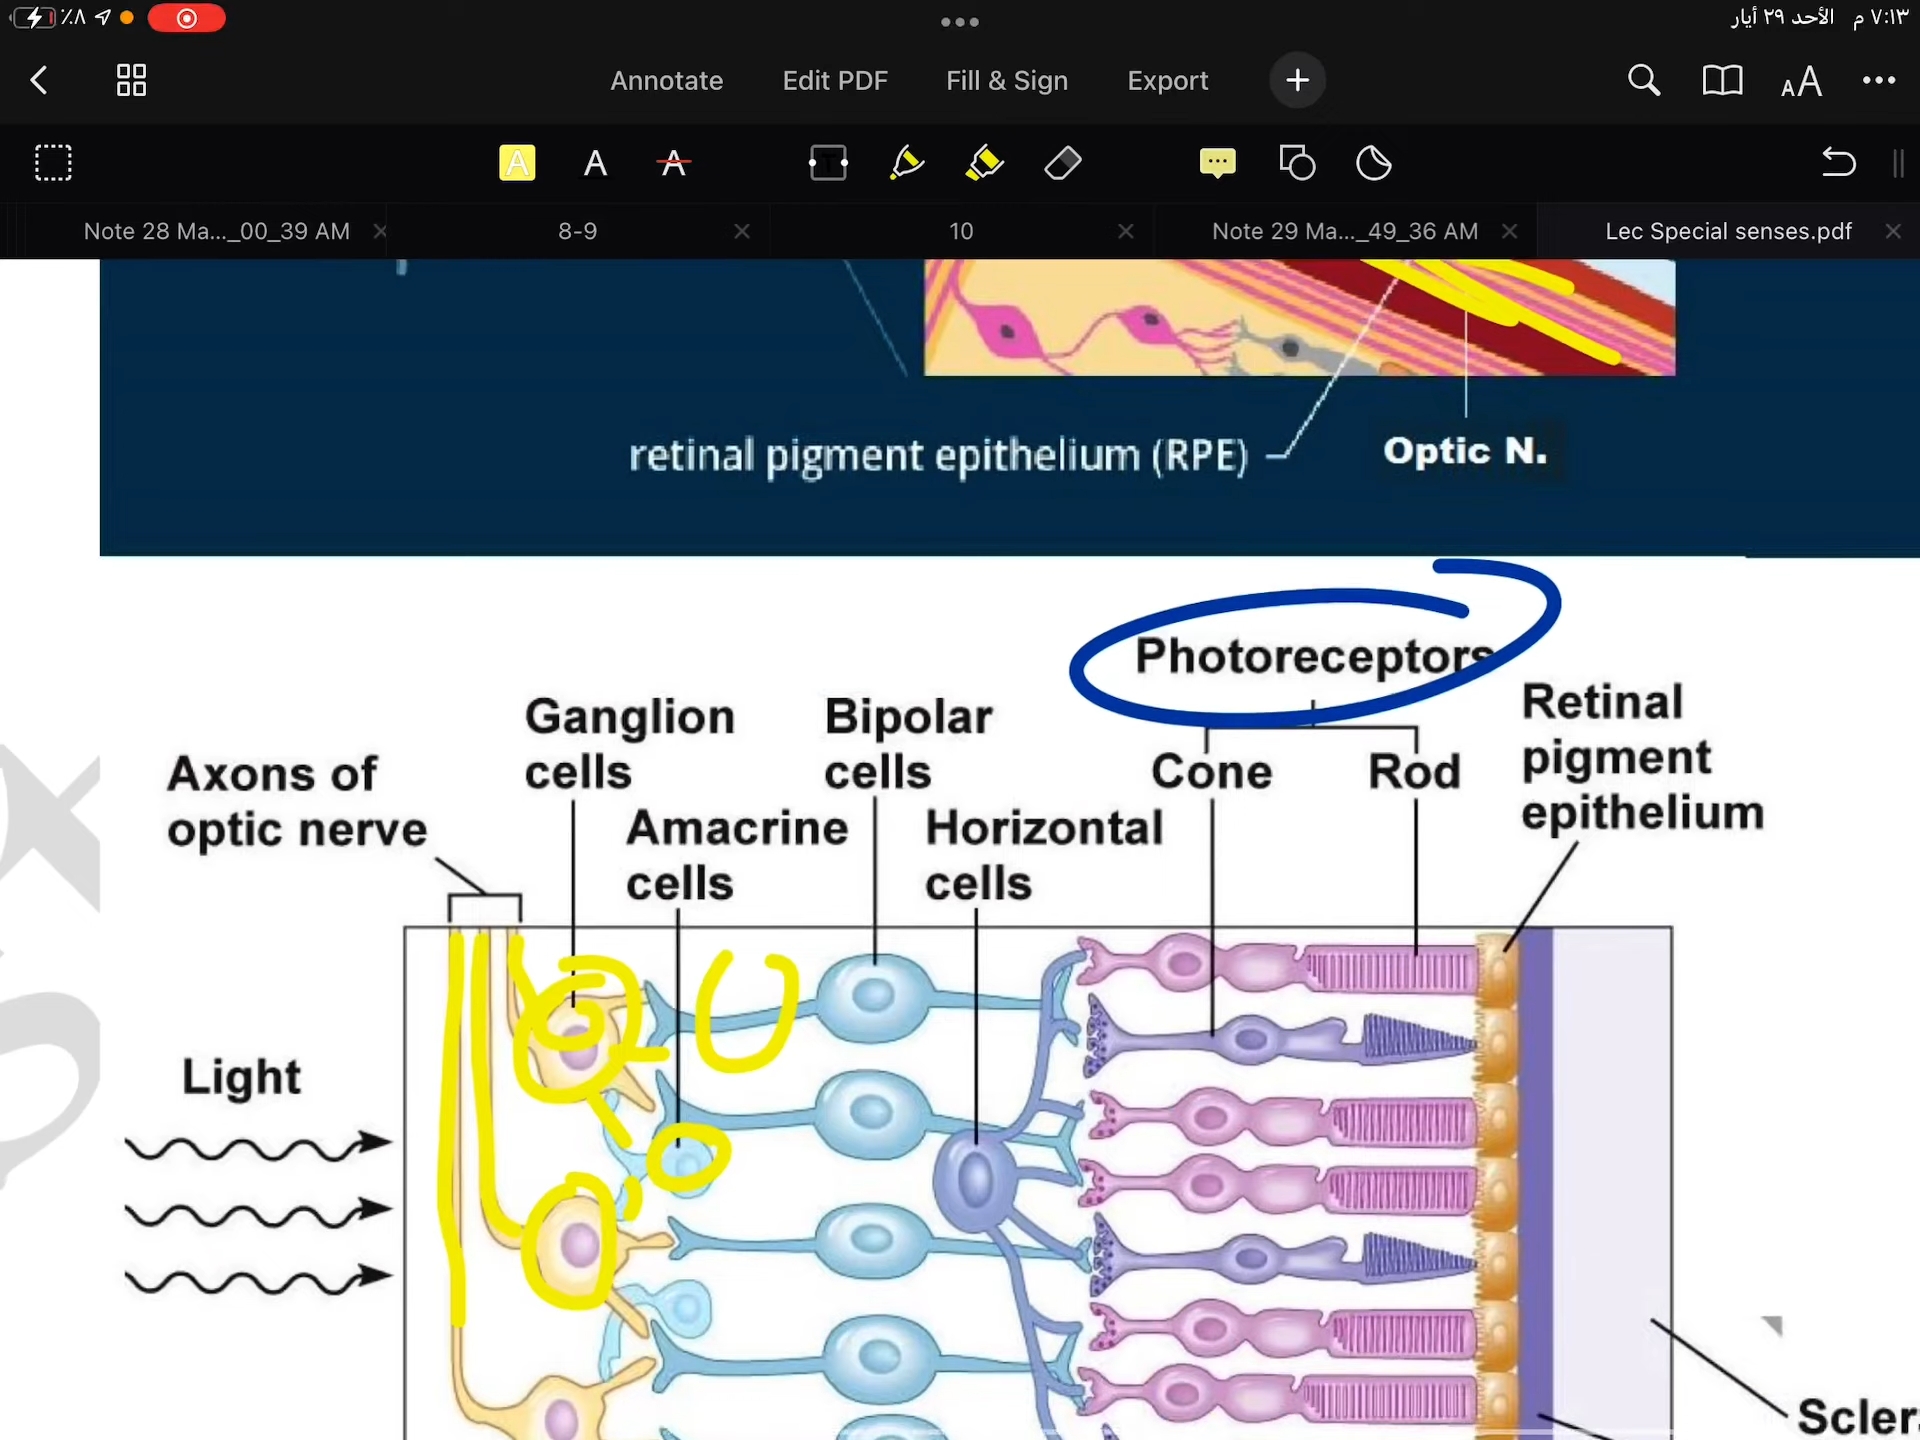 ٪٨
٧:١٣ م الأحد ٢٩ أيار
Annotate Edit PDF Fill & Sign Export
AA
A A A T
Note 28 Ma..._00_39 AM 8-9 10 Note 29 Ma..._49_36 AM Lec Special senses.pdf
retinal pigment epithelium (RPE) Optic N.
Photoreceptors
Ganglion cells
Bipolar cells
Cone
Rod
Retinal pigment epithelium
Axons of optic nerve
Amacrine cells
Horizontal cells
Light
Scler